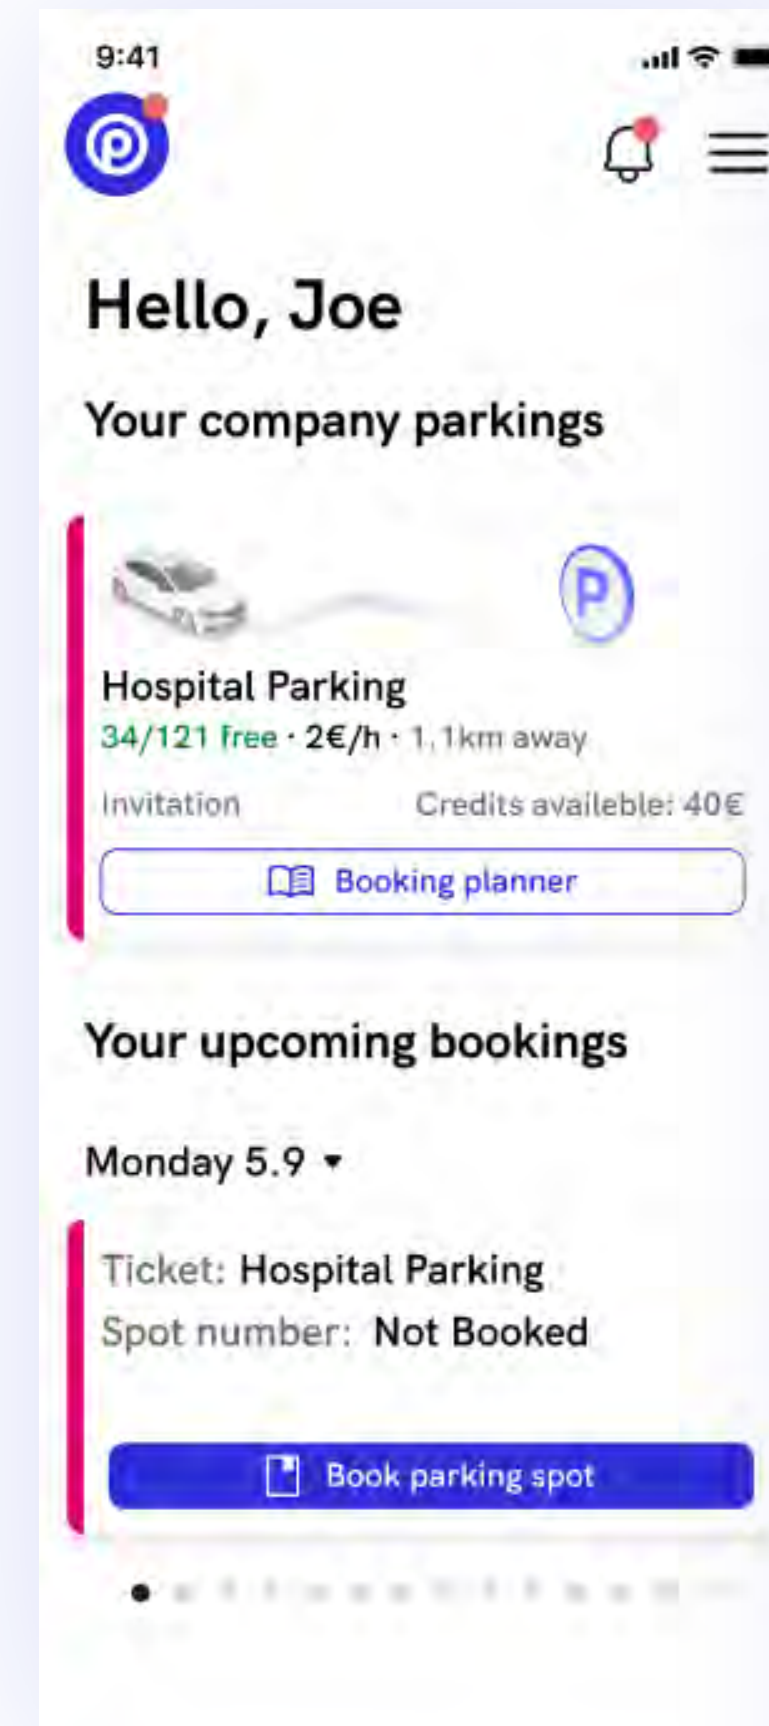 9:41
Hello, Joe
Your company parkings
P
Hospital Parking
34/121 free · 2€/h · 1,1km away
Invitation
Credits availeble: 40€
Booking planner
Your upcoming bookings
Monday 5.9
Ticket: Hospital Parking
Spot number: Not Booked
Book parking spot